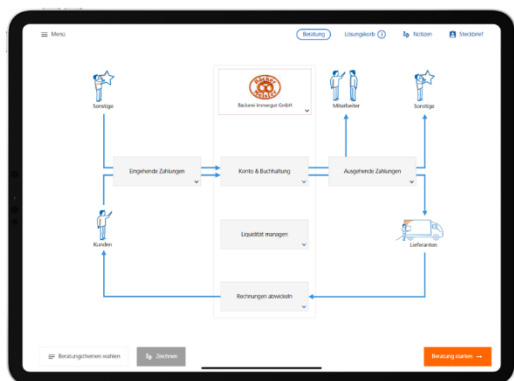 Menü
Beratung
Lösungskorb
Notizen
Steckbrief
Sonstige
Bäckerei Immergut GmbH
Mitarbeiter
Sonstige
Eingehende Zahlungen
Konto & Buchhaltung
Ausgehende Zahlungen
Kunden
Liquidität managen
Lieferanten
Rechnungen abwickeln
Beratungsthemen wählen
Zeichnen
Beratung starten →